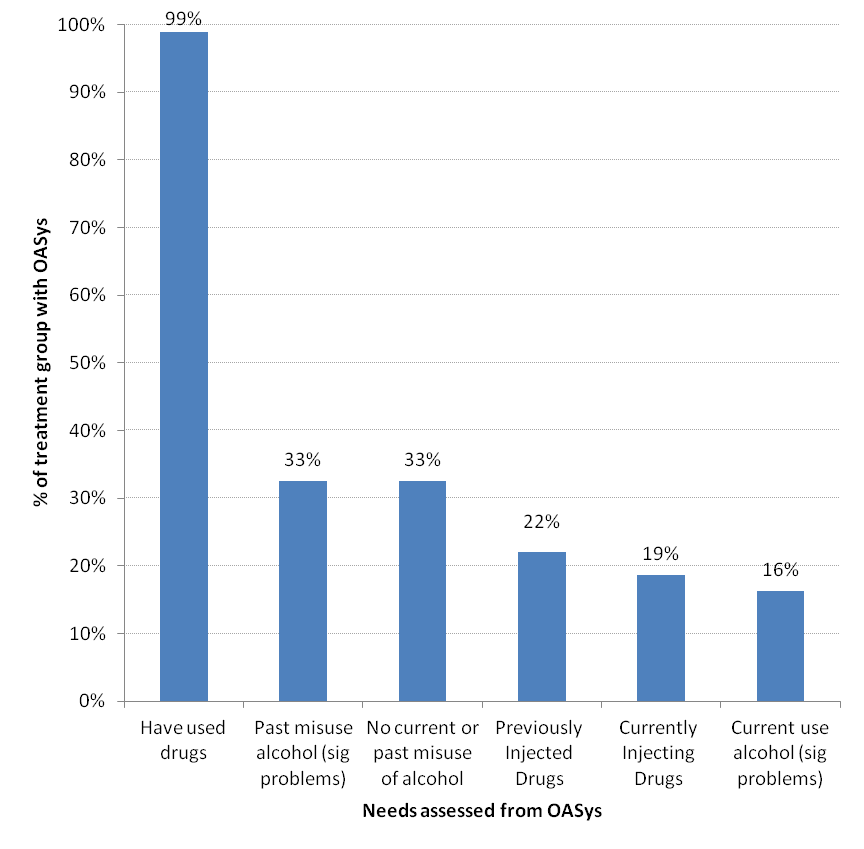 99%
100%
90%
80%
70%
60%
50%
40%
30%
20%
10%
0%
% of treatment group with OASys
33%
33%
22%
19%
16%
Have used
drugs
Past misuse
alcohol (sig
problems)
No current or
past misuse
of alcohol
Previously
Injected
Drugs
Currently
Injecting
Drugs
Current use
alcohol (sig
problems)
Needs assessed from OASys